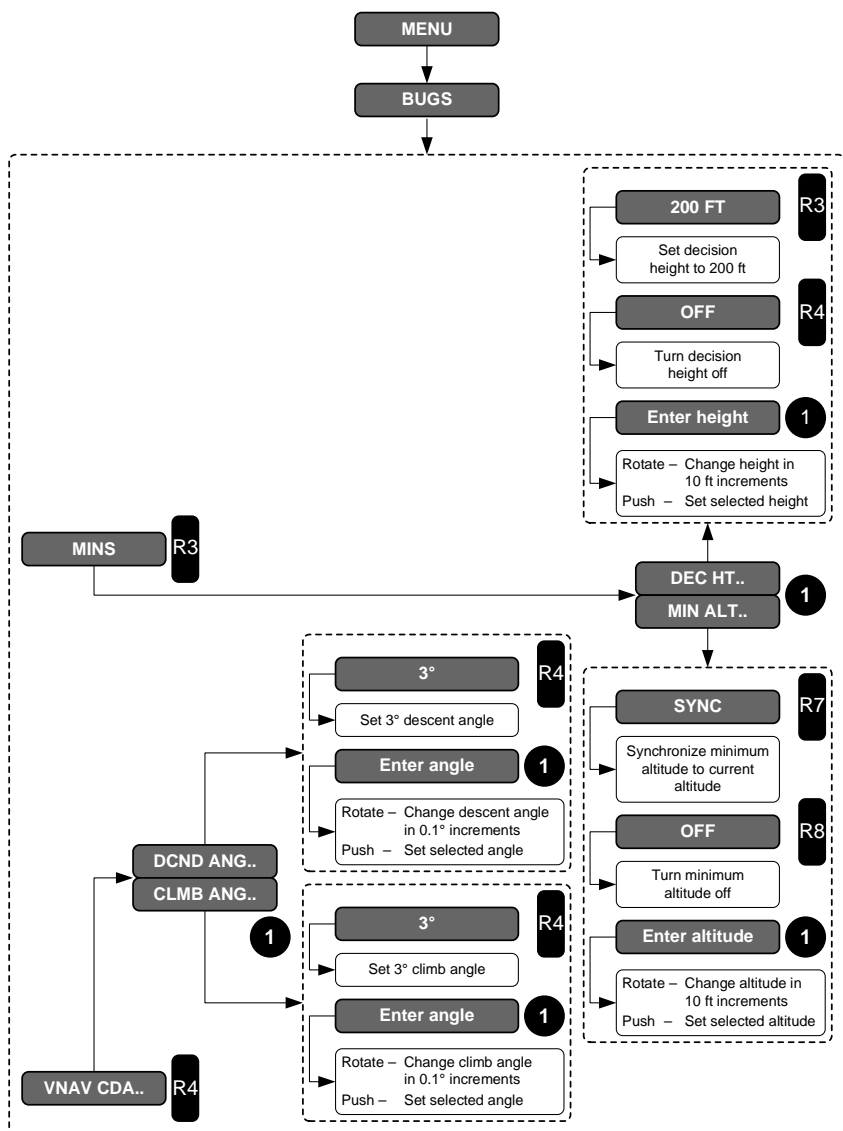 MENU
BUGS
200 FT
R3
Set decision
height to 200 ft
OFF
R4
Turn decision
height off
Enter height
1
Rotate – Change height in
10 ft increments
Push – Set selected height
MINS
R3
DEC HT..
MIN ALT..
1
3°
R4
Set 3° descent angle
Enter angle
1
Rotate – Change descent angle
in 0.1° increments
Push – Set selected angle
SYNC
R7
Synchronize minimum
altitude to current
altitude
OFF
R8
Turn minimum
altitude off
Enter altitude
1
Rotate – Change altitude in
10 ft increments
Push – Set selected altitude
DCND ANG..
CLMB ANG..
1
3°
R4
Set 3° climb angle
Enter angle
1
Rotate – Change climb angle
in 0.1° increments
Push – Set selected angle
VNAV CDA..
R4